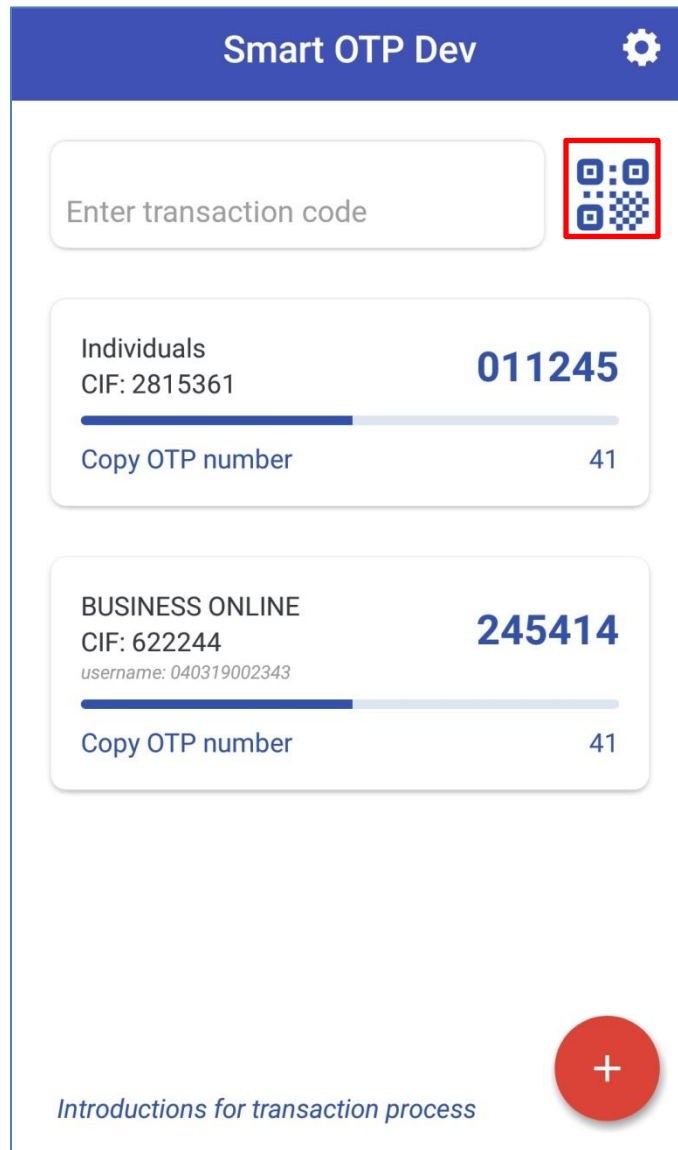 Smart OTP Dev
Enter transaction code
Individuals
CIF: 2815361
011245
Copy OTP number
41
BUSINESS ONLINE
CIF: 622244
username: 040319002343
245414
Copy OTP number
41
+
Introductions for transaction process